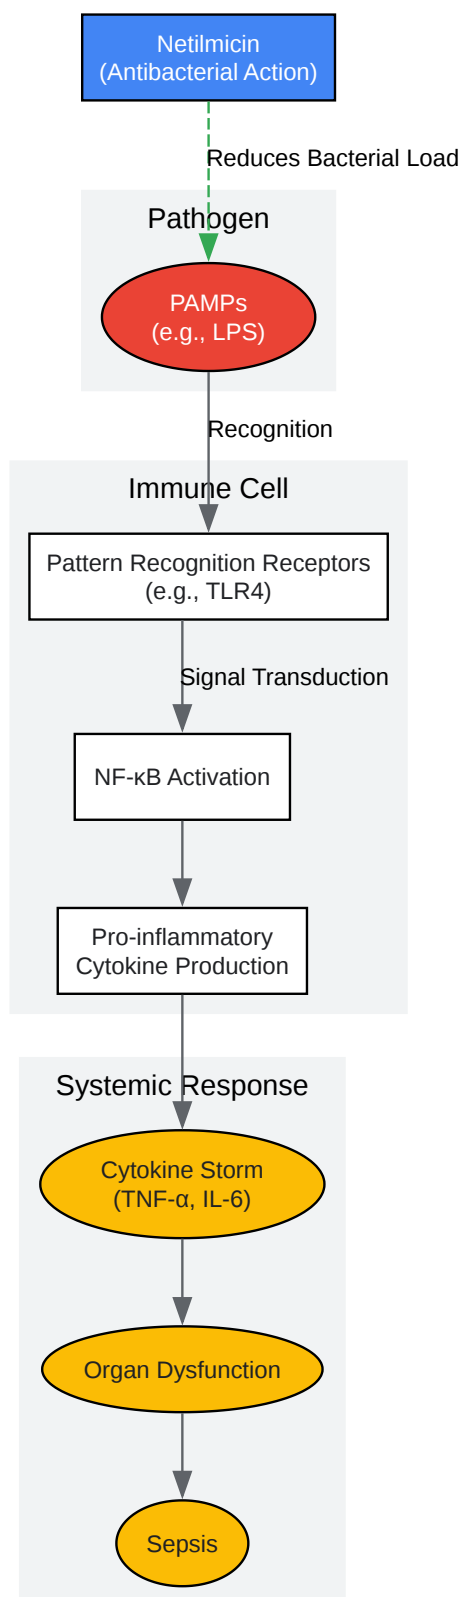 Netilmicin
(Antibacterial Action)
Reduces Bacterial Load
Pathogen
PAMPs
(e.g., LPS)
Recognition
Immune Cell
Pattern Recognition Receptors
(e.g., TLR4)
Signal Transduction
NF-κB Activation
Pro-inflammatory
Cytokine Production
Systemic Response
Cytokine Storm
(TNF-α, IL-6)
Organ Dysfunction
Sepsis